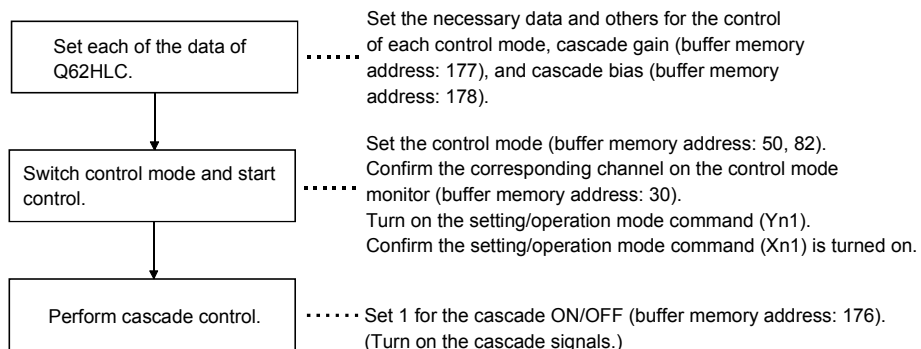 Set each of the data of
Q62HLC.
Set the necessary data and others for the control
of each control mode, cascade gain (buffer memory
address: 177), and cascade bias (buffer memory
address: 178).
Switch control mode and start
control.
Set the control mode (buffer memory address: 50, 82).
Confirm the corresponding channel on the control mode
monitor (buffer memory address: 30).
Turn on the setting/operation mode command (Yn1).
Confirm the setting/operation mode command (Xn1) is turned on.
Perform cascade control.
Set 1 for the cascade ON/OFF (buffer memory address: 176).
(Turn on the cascade signals.)